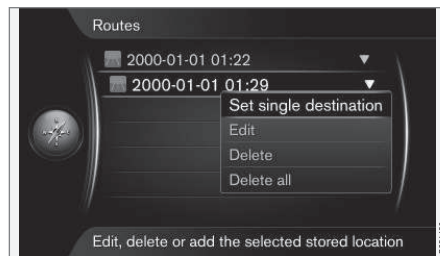 Routes
2000-01-01 01:22
2000-01-01 01:29
Set single destination
Edit
Delete
Delete all
Edit, delete or add the selected stored location